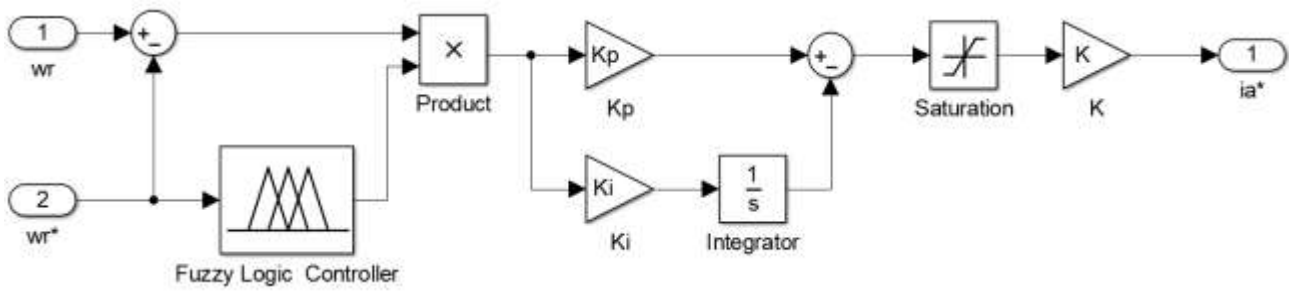 1
wr
+
-
×
Product
Kp
Kp
+
-
Saturation
K
K
1
ia*
2
wr*
Fuzzy Logic Controller
Ki
Ki
1
s
Integrator